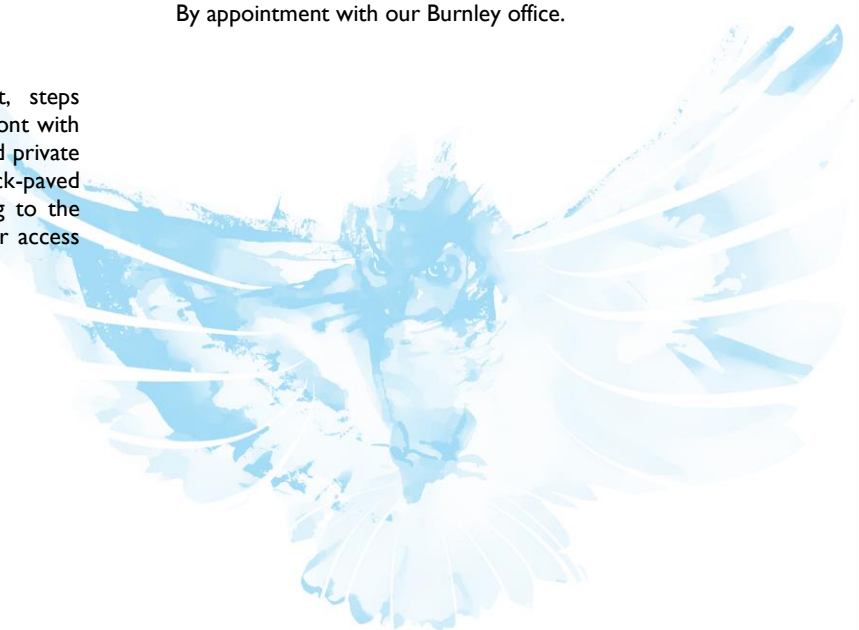 By appointment with our Burnley office.
t, steps
ont with
d private
ck-paved
g to the
r access